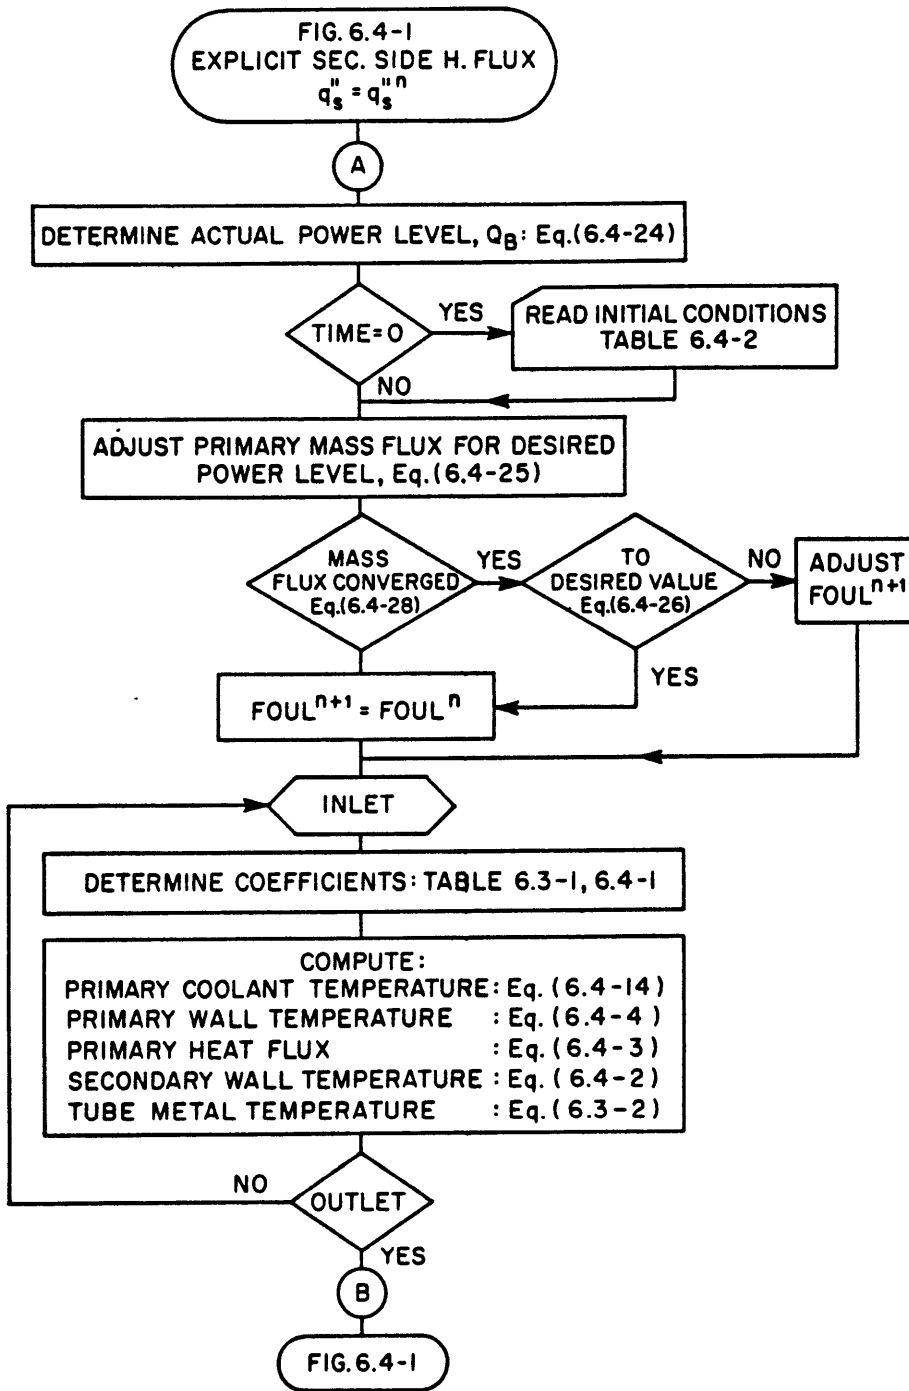 FIG. 6.4-1
EXPLICIT SEC. SIDE H. FLUX
q"s = q"s^n
A
DETERMINE ACTUAL POWER LEVEL, QB: Eq.(6.4-24)
TIME=0
YES
READ INITIAL CONDITIONS
TABLE 6.4-2
NO
ADJUST PRIMARY MASS FLUX FOR DESIRED
POWER LEVEL, Eq.(6.4-25)
MASS
FLUX CONVERGED
Eq.(6.4-28)
YES
TO
DESIRED VALUE
Eq.(6.4-26)
NO
ADJUST
FOUL^n+1
YES
FOUL^n+1 = FOUL^n
INLET
DETERMINE COEFFICIENTS: TABLE 6.3-1, 6.4-1
COMPUTE:
PRIMARY COOLANT TEMPERATURE: Eq. (6.4-14)
PRIMARY WALL TEMPERATURE : Eq. (6.4-4)
PRIMARY HEAT FLUX : Eq. (6.4-3)
SECONDARY WALL TEMPERATURE : Eq. (6.4-2)
TUBE METAL TEMPERATURE : Eq. (6.3-2)
OUTLET
NO
YES
B
FIG. 6.4-1